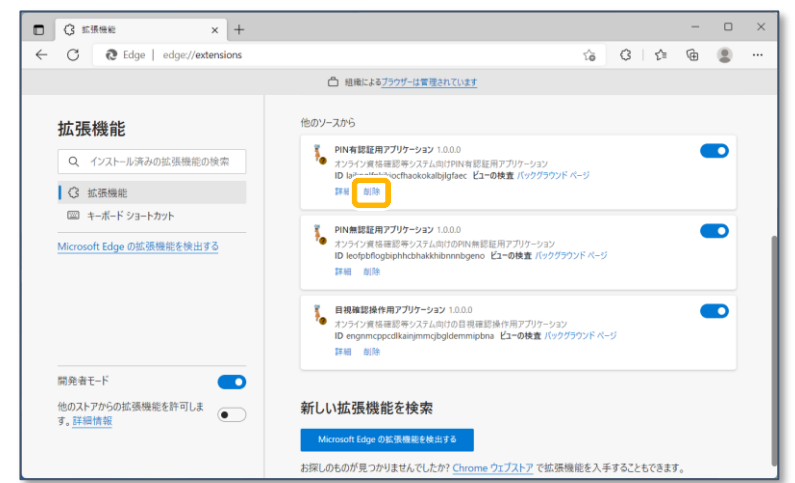 拡張機能
Edge | edge://extensions
組織によるブラウザーは管理されています
拡張機能
インストール済みの拡張機能の検索
拡張機能
キーボード ショートカット
Microsoft Edge の拡張機能を検出する
開発者モード
他のストアからの拡張機能を許可しま
す。詳細情報
他のソースから
PIN有認証用アプリケーション 1.0.0.0
オンライン資格確認等システム向けPIN有認証用アプリケーション
ID ビューの検査 バックグラウンド ページ
詳細 削除
PIN無認証用アプリケーション 1.0.0.0
オンライン資格確認等システム向けのPIN無認証用アプリケーション
ID leofpbflogbiphhcbhakkhibnnnbgeno ビューの検査 バックグラウンド ページ
詳細 削除
目視確認操作用アプリケーション 1.0.0.0
オンライン資格確認等システム向けの目視確認操作用アプリケーション
ID engnmcppcdlkainjmmcjbgldemmipbna ビューの検査 バックグラウンド ページ
詳細 削除
新しい拡張機能を検索
Microsoft Edge の拡張機能を検出する
お探しのものが見つかりませんでしたか? Chrome ウェブストア で拡張機能を入手することもできます。